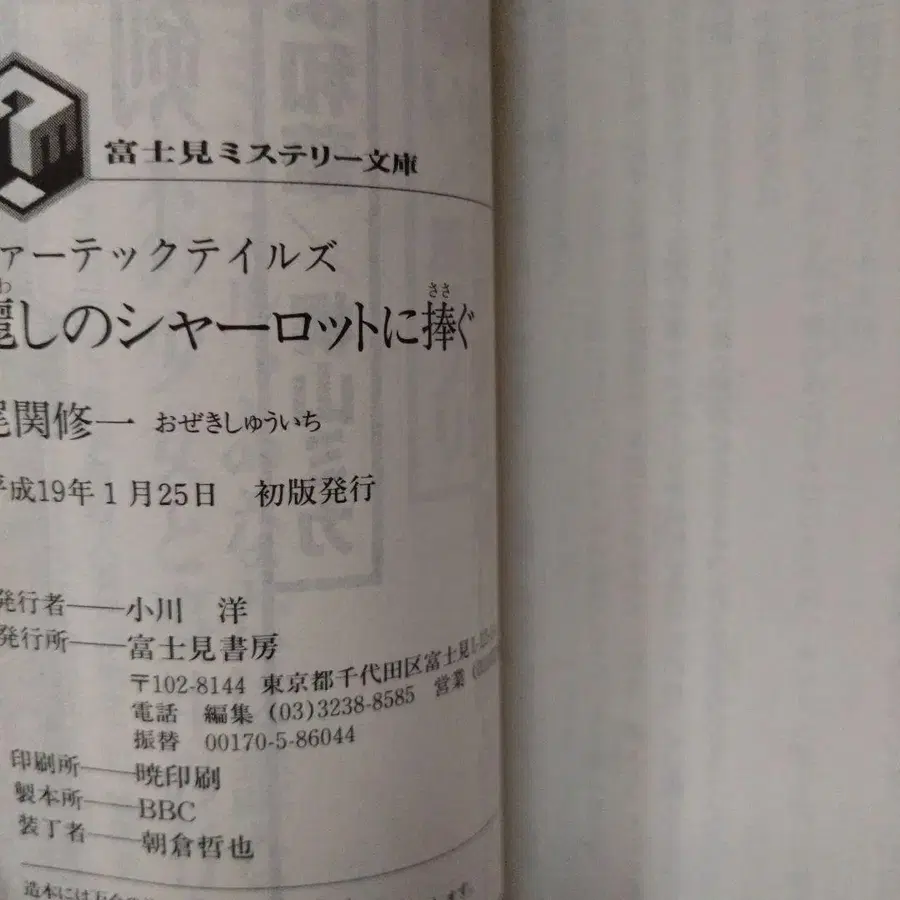 富士見ミステリー文庫
ァーテックテイルズ
麗しのシャーロットに捧ぐ
ささ
尾関修一 おぜきしゅういち
平成19年1月25日 初版発行
発行者――小川 洋
発行所――富士見書房
〒102-8144 東京都千代田区富士見1-
電話 編集 (03)3238-8585 営業
振替 00170-5-86044
印刷所――暁印刷
製本所――BBC
装丁者――朝倉哲也
造本には